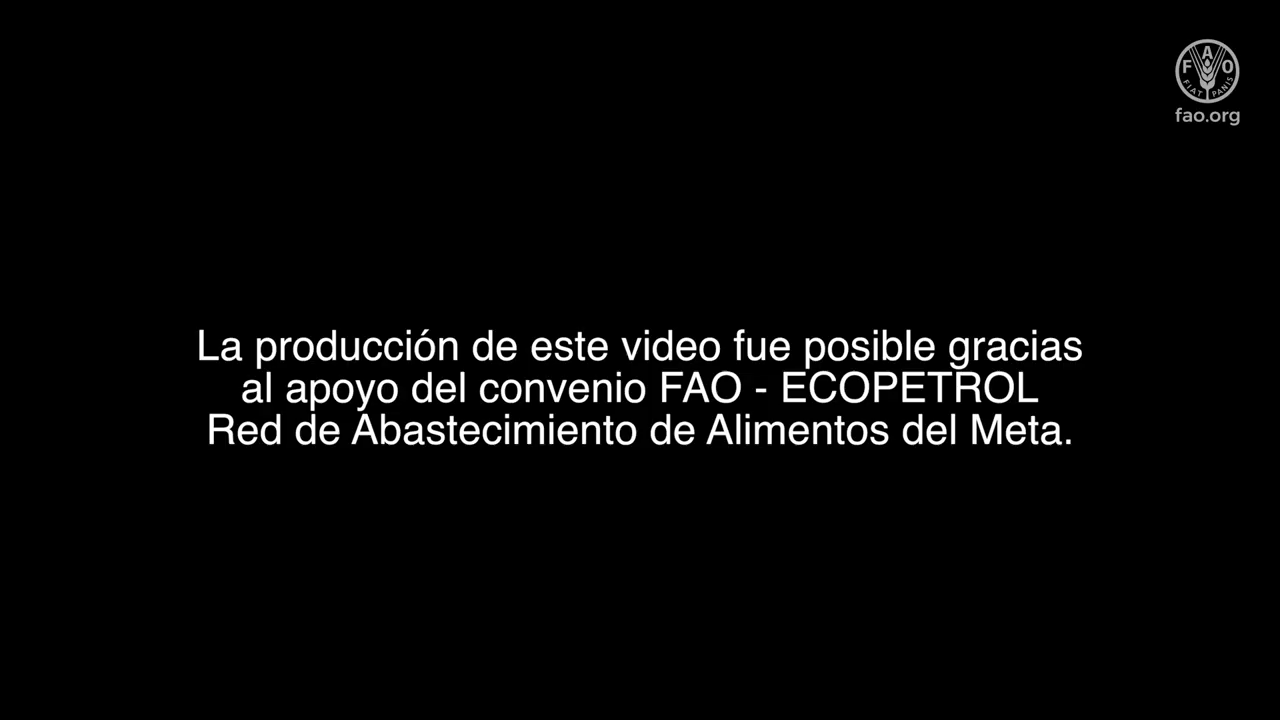 FAO
FIAT PANIS
fao.org
La producción de este video fue posible gracias
al apoyo del convenio FAO - ECOPETROL
Red de Abastecimiento de Alimentos del Meta.